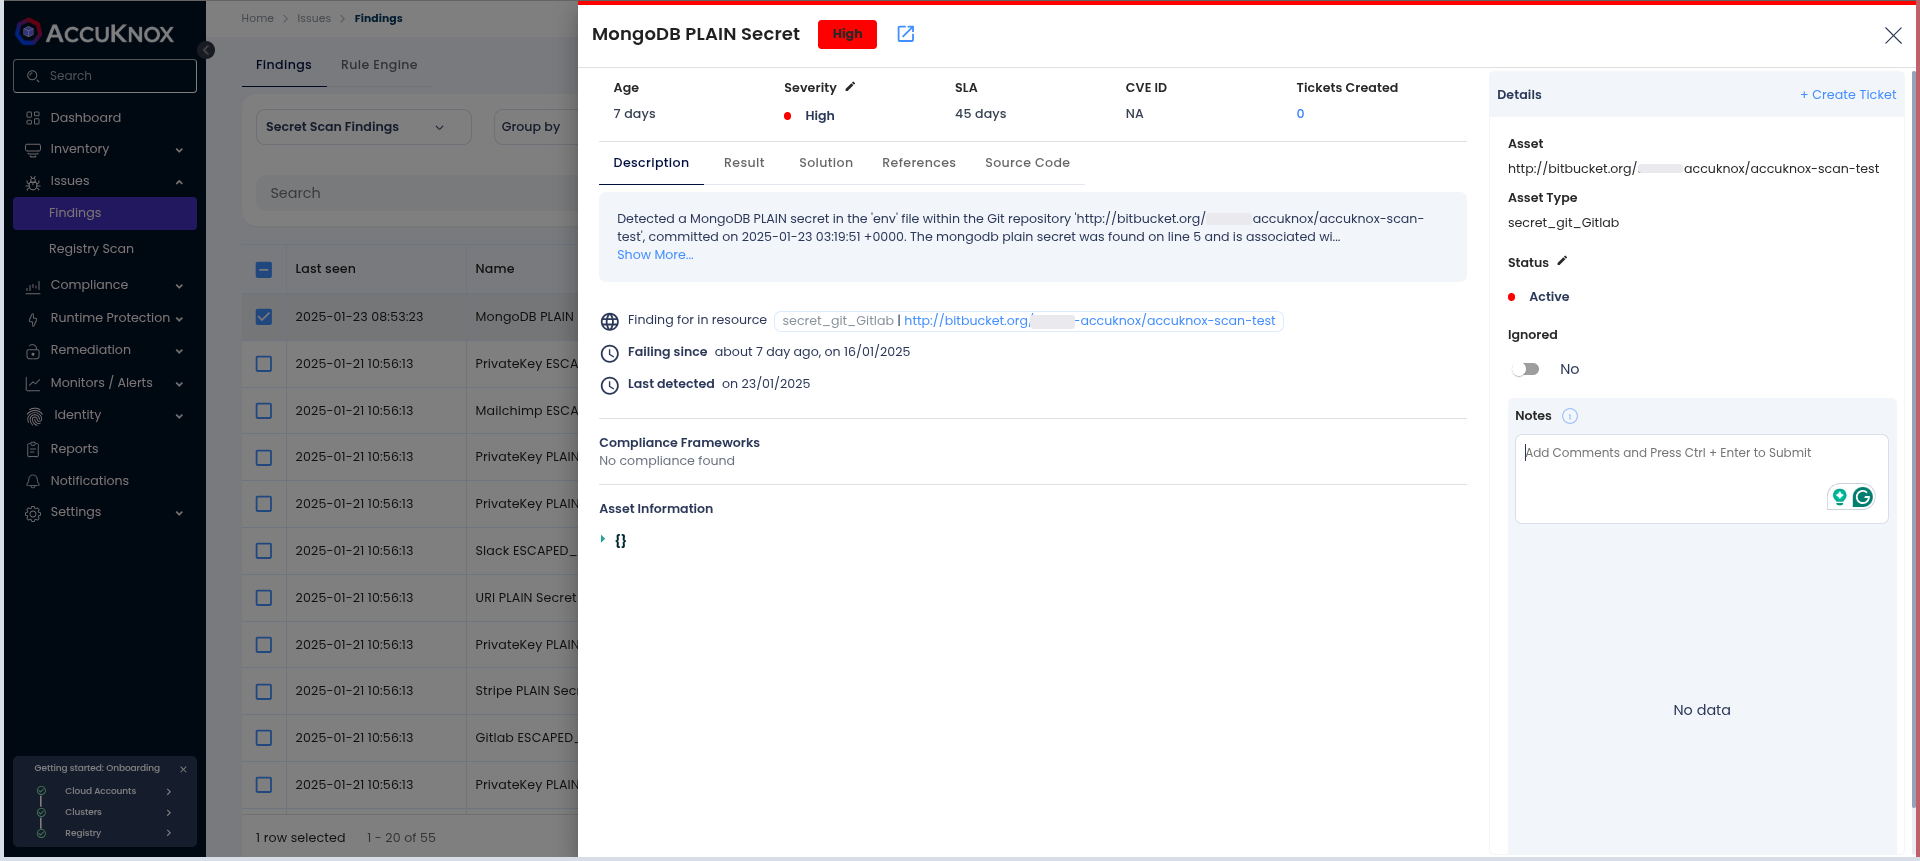 ACCUKNOX
Search
Dashboard
Inventory
Issues
Findings
Registry Scan
Compliance
Runtime Protection
Remediation
Monitors / Alerts
Identity
Reports
Notifications
Settings
Getting started: Onboarding
Cloud Accounts
Clusters
Registry
Home > Issues > Findings
Findings Rule Engine
Secret Scan Findings Group by
Search
Last seen Name
2025-01-23 08:53:23 MongoDB PLAIN
2025-01-21 10:56:13 PrivateKey ESCA
2025-01-21 10:56:13 Mailchimp ESCA
2025-01-21 10:56:13 PrivateKey PLAIN
2025-01-21 10:56:13 PrivateKey PLAIN
2025-01-21 10:56:13 Slack ESCAPED_
2025-01-21 10:56:13 URI PLAIN Secret
2025-01-21 10:56:13 PrivateKey PLAIN
2025-01-21 10:56:13 Stripe PLAIN Secr
2025-01-21 10:56:13 Gitlab ESCAPED_
2025-01-21 10:56:13 PrivateKey PLAIN
1 row selected 1 - 20 of 55
MongoDB PLAIN Secret High
Age Severity SLA CVE ID Tickets Created
7 days High 45 days NA 0
Description Result Solution References Source Code
Detected a MongoDB PLAIN secret in the 'env' file within the Git repository 'http://bitbucket.org/ accuknox/accuknox-scan-
test', committed on 2025-01-23 03:19:51 +0000. The mongodb plain secret was found on line 5 and is associated wi...
Show More...
Finding for in resource secret_git_Gitlab | http://bitbucket.org/ -accuknox/accuknox-scan-test
Failing since about 7 day ago, on 16/01/2025
Last detected on 23/01/2025
Compliance Frameworks
No compliance found
Asset Information
{}
Details + Create Ticket
Asset
http://bitbucket.org/ accuknox/accuknox-scan-test
Asset Type
secret_git_Gitlab
Status
Active
Ignored
No
Notes
Add Comments and Press Ctrl + Enter to Submit
No data